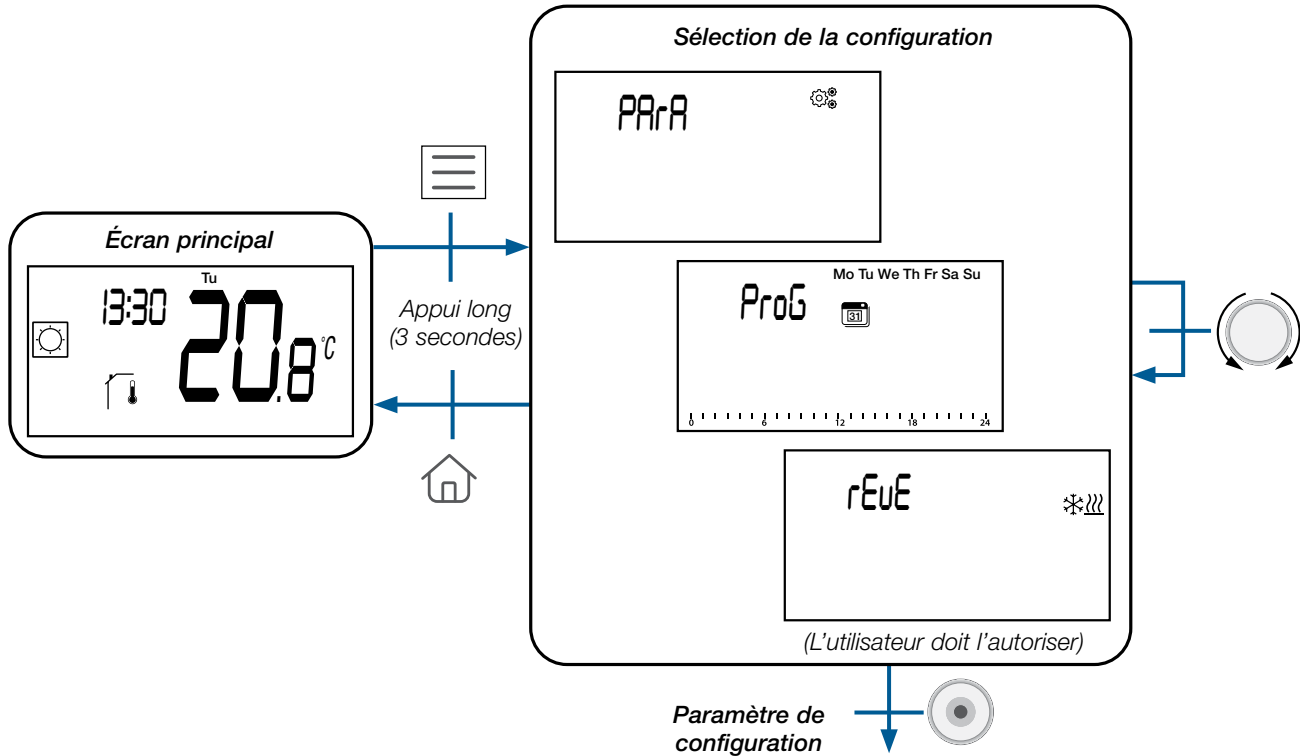 Sélection de la configuration
PArA
Écran principal
Tu
13:30
20.8°C
Appui long
(3 secondes)
Mo Tu We Th Fr Sa Su
ProG
31
0 6 12 18 24
rEvE
(L'utilisateur doit l'autoriser)
Paramètre de
configuration